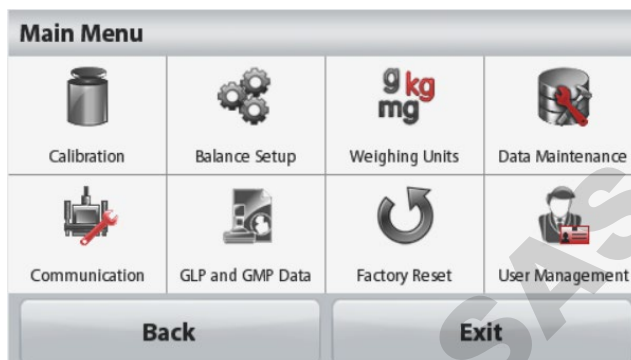 Main Menu
g kg
mg
Calibration Balance Setup Weighing Units Data Maintenance
Communication GLP and GMP Data Factory Reset User Management
Back Exit
SAS